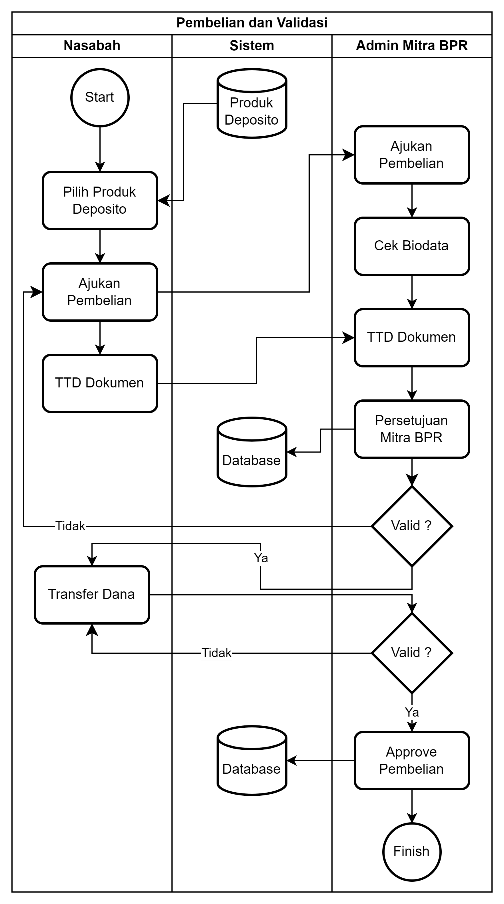 Pembelian dan Validasi
Nasabah
Sistem
Admin Mitra BPR
Start
Produk
Deposito
Ajukan
Pembelian
Pilih Produk
Deposito
Cek Biodata
Ajukan
Pembelian
TTD Dokumen
TTD Dokumen
Persetujuan
Mitra BPR
Database
Valid ?
Tidak
Ya
Transfer Dana
Valid ?
Tidak
Ya
Approve
Pembelian
Database
Finish